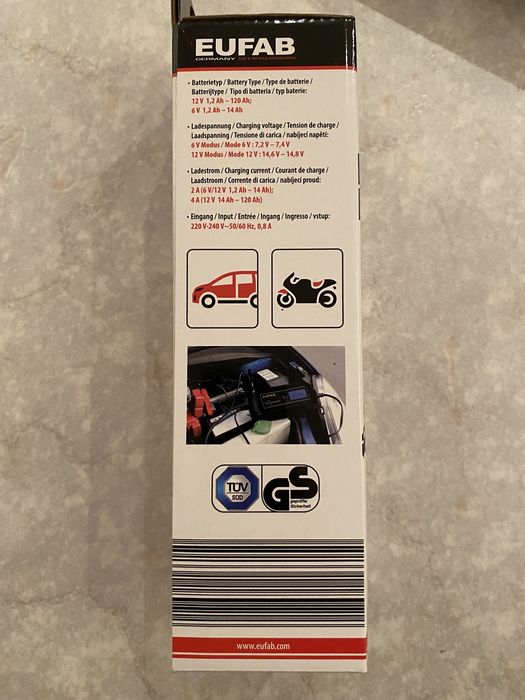 EUFAB
GERMANY CAR & BICYCLE ACCESSORIES
• Batterietyp / Battery Type / Type de batterie /
Batterijtype / Tipo di batteria / typ baterie:
12 V 1,2 Ah – 120 Ah;
6 V 1,2 Ah – 14 Ah
• Ladespannung / Charging voltage / Tension de charge /
Laadspanning / Tensione di carica / nabíjecí napětí:
6 V Modus / Mode 6 V : 7,2 V – 7,4 V
12 V Modus / Mode 12 V : 14,6 V – 14,8 V
• Ladestrom / Charging current / Courant de charge /
Laadstroom / Corrente di carica / nabíjecí proud:
2 A (6 V/12 V 1,2 Ah – 14 Ah);
4 A (12 V 14 Ah – 120 Ah)
• Eingang / Input / Entrée / Ingang / Ingresso / vstup:
220 V-240 V~50/60 Hz, 0,8 A
EUFAB
TÜV
SÜD
GS
geprüfte
Sicherheit
www.eufab.com